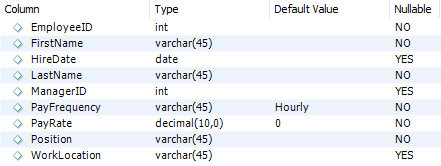 Column Type Default Value Nullable
EmployeeID int NO
FirstName varchar(45) NO
HireDate date YES
LastName varchar(45) NO
ManagerID int YES
PayFrequency varchar(45) Hourly NO
PayRate decimal(10,0) 0 NO
Position varchar(45) NO
WorkLocation varchar(45) YES